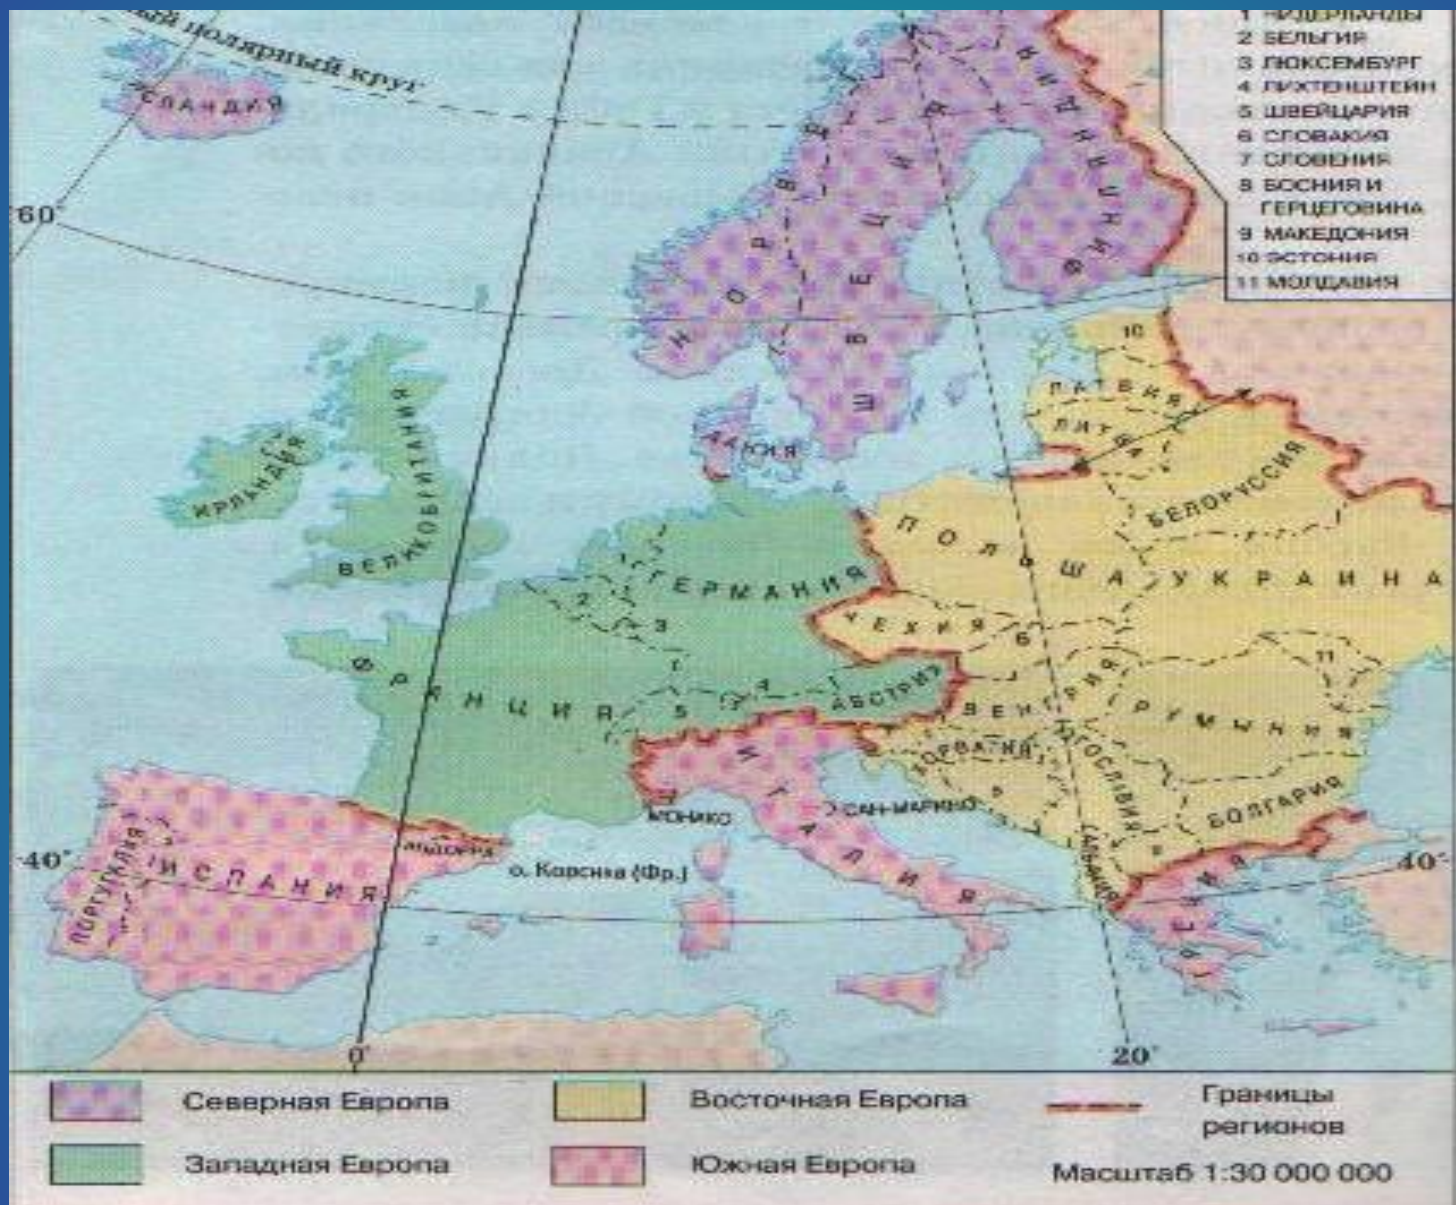 полярный круг
ИСЛАНДИЯ
1 НИДЕРЛАНДЫ
2 БЕЛЬГИЯ
3 ЛЮКСЕМБУРГ
4 ЛИХТЕНШТЕЙН
5 ШВЕЙЦАРИЯ
6 СЛОВАКИЯ
7 СЛОВЕНИЯ
8 БОСНИЯ И
ГЕРЦЕГОВИНА
9 МАКЕДОНИЯ
10 ЭСТОНИЯ
11 МОЛДАВИЯ
60°
НОРВ
ШВЕЦИЯ
ФИНЛЯНДИЯ
10
ЛАТВИЯ
ЛИТВА
ДАНИЯ
ИРЛАНДИЯ
ВЕЛИКОБРИТАНИЯ
БЕЛОРУССИЯ
ПОЛЬША
УКРАИНА
ГЕРМАНИЯ
2
3
ЧЕХИЯ
6
11
ФРАНЦИЯ
4
5
АВСТРИЯ
ВЕНГРИЯ
РУМЫНИЯ
ХОРВАТИЯ
ЮГОСЛАВИЯ
БОЛГАРИЯ
ИТАЛИЯ
МОНАКО
САН-МАРИНО
АНДОРРА
о. Корсика (Фр.)
АЛБАНИЯ
ГРЕЦИЯ
40°
40°
ПОРТУГАЛИЯ
ИСПАНИЯ
0°
20°
Северная Европа
Восточная Европа
Границы
регионов
Западная Европа
Южная Европа
Масштаб 1:30 000 000